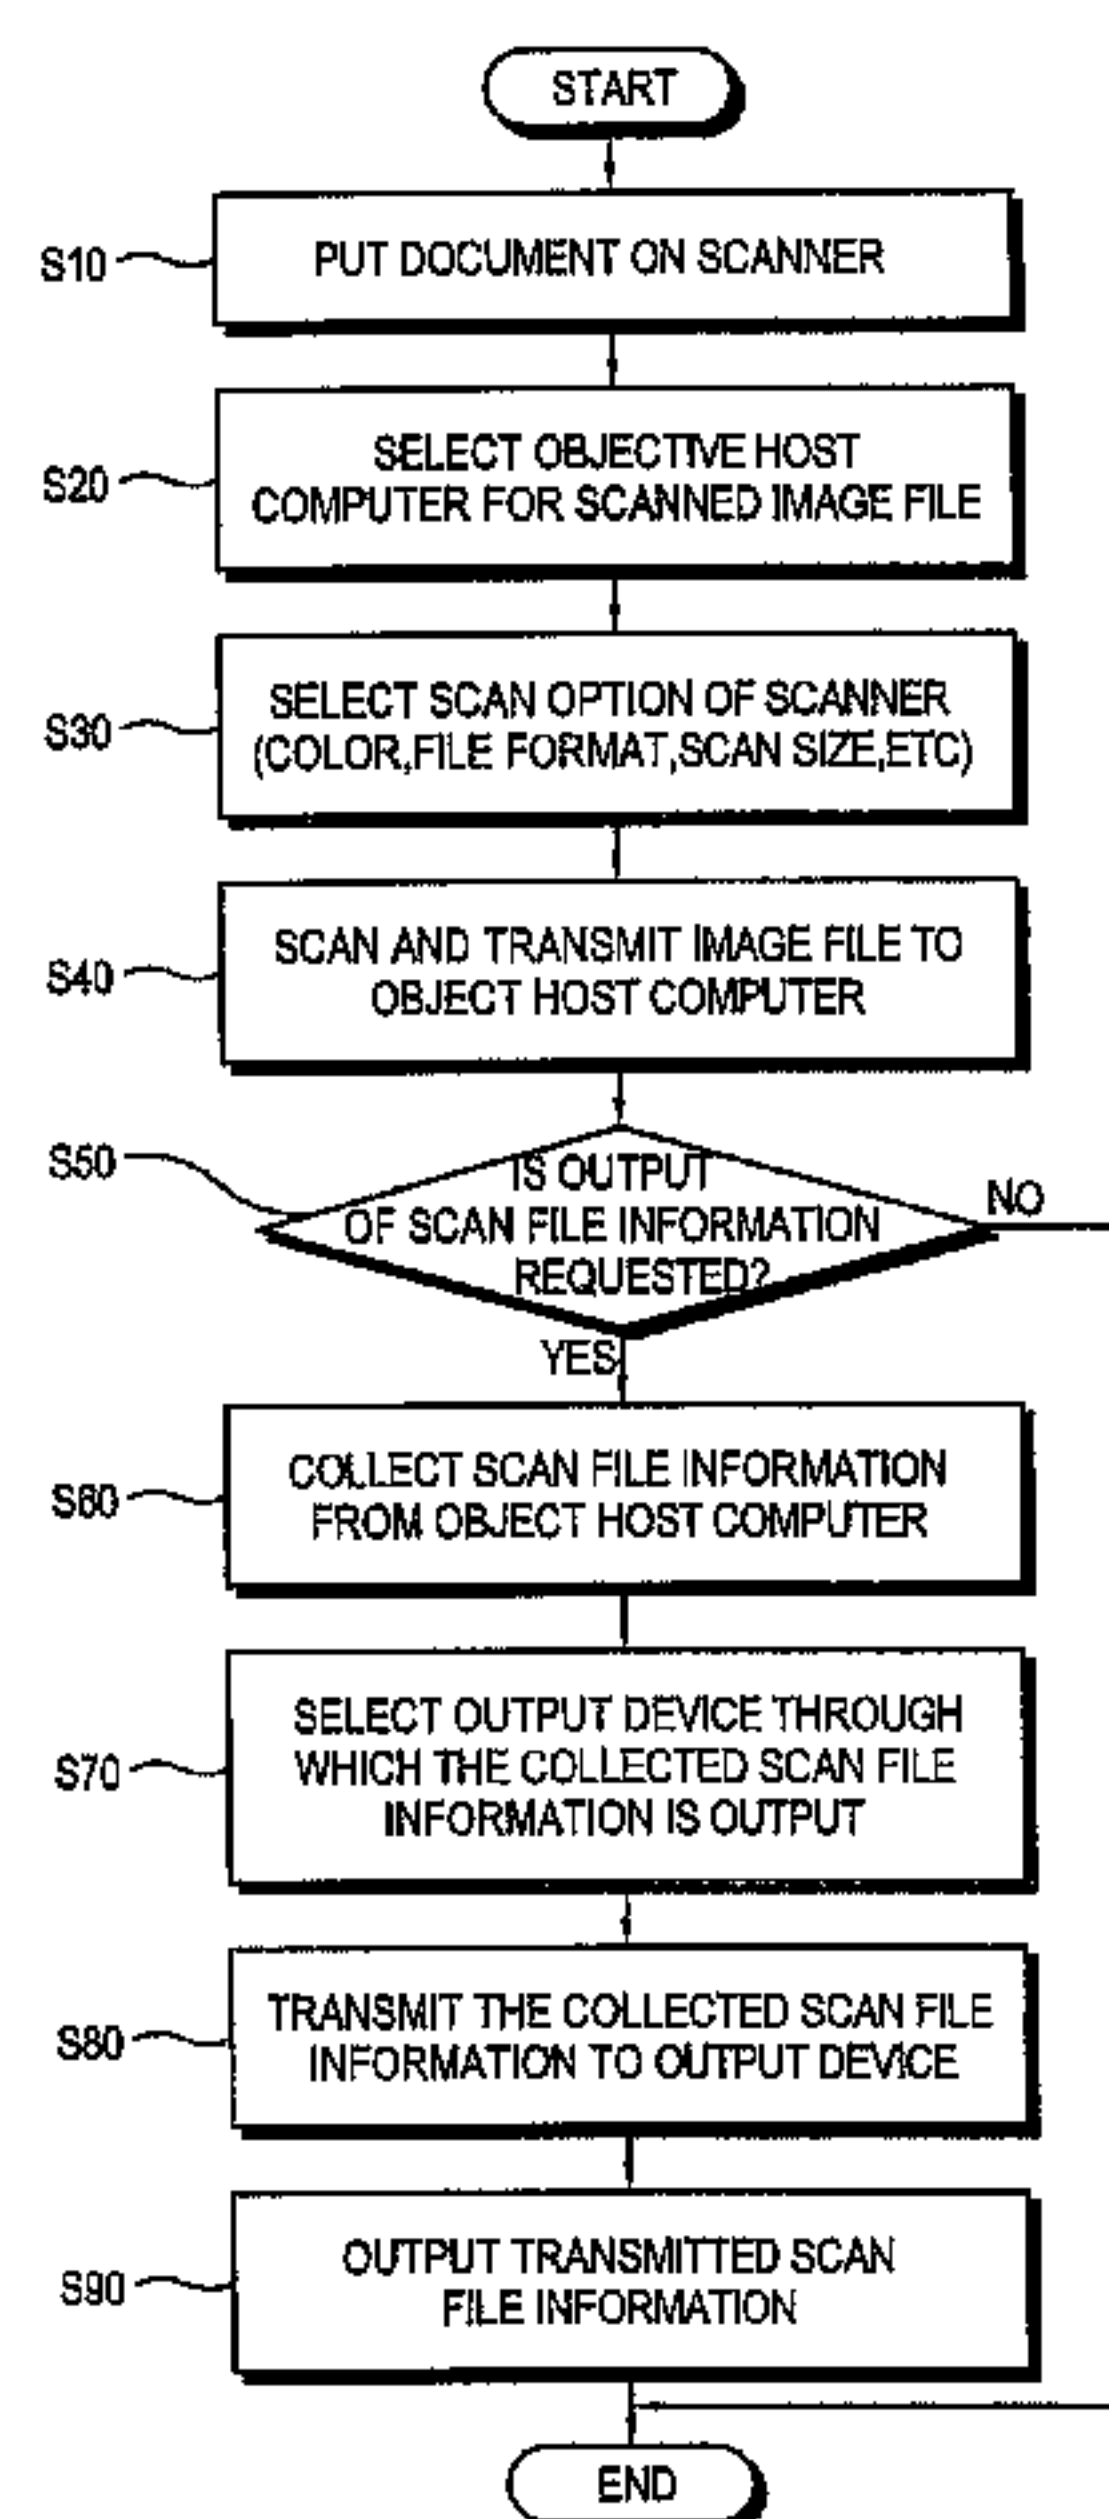 START
S10
PUT DOCUMENT ON SCANNER
S20
SELECT OBJECTIVE HOST
COMPUTER FOR SCANNED IMAGE FILE
S30
SELECT SCAN OPTION OF SCANNER
(COLOR,FILE FORMAT,SCAN SIZE,ETC)
S40
SCAN AND TRANSMIT IMAGE FILE TO
OBJECT HOST COMPUTER
S50
IS OUTPUT
OF SCAN FILE INFORMATION
REQUESTED?
NO
YES
S60
COLLECT SCAN FILE INFORMATION
FROM OBJECT HOST COMPUTER
S70
SELECT OUTPUT DEVICE THROUGH
WHICH THE COLLECTED SCAN FILE
INFORMATION IS OUTPUT
S80
TRANSMIT THE COLLECTED SCAN FILE
INFORMATION TO OUTPUT DEVICE
S90
OUTPUT TRANSMITTED SCAN
FILE INFORMATION
END